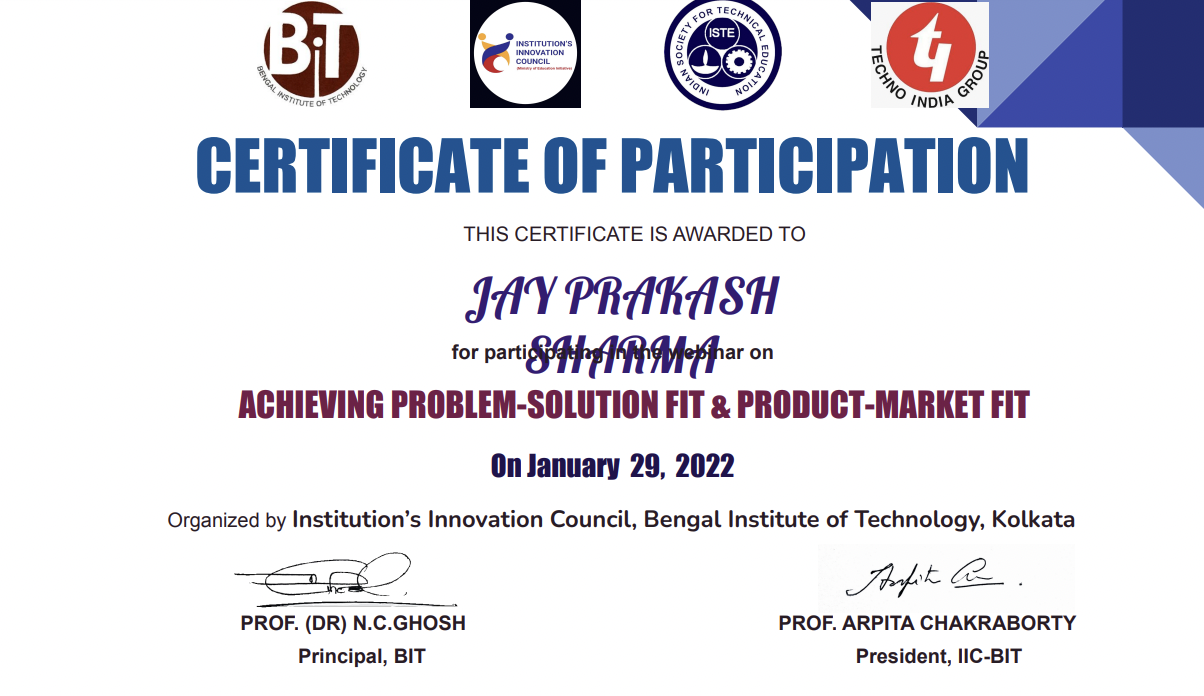 BiT
BENGAL INSTITUTE OF TECHNOLOGY
INSTITUTION'S
INNOVATION
COUNCIL
(Ministry of Education Initiative)
INDIAN SOCIETY FOR TECHNICAL EDUCATION
ISTE
TECHNO INDIA GROUP
CERTIFICATE OF PARTICIPATION
THIS CERTIFICATE IS AWARDED TO
JAY PRAKASH
SHARMA
for participating in the webinar on
ACHIEVING PROBLEM-SOLUTION FIT & PRODUCT-MARKET FIT
On January 29, 2022
Organized by Institution's Innovation Council, Bengal Institute of Technology, Kolkata
PROF. (DR) N.C.GHOSH
Principal, BIT
PROF. ARPITA CHAKRABORTY
President, IIC-BIT